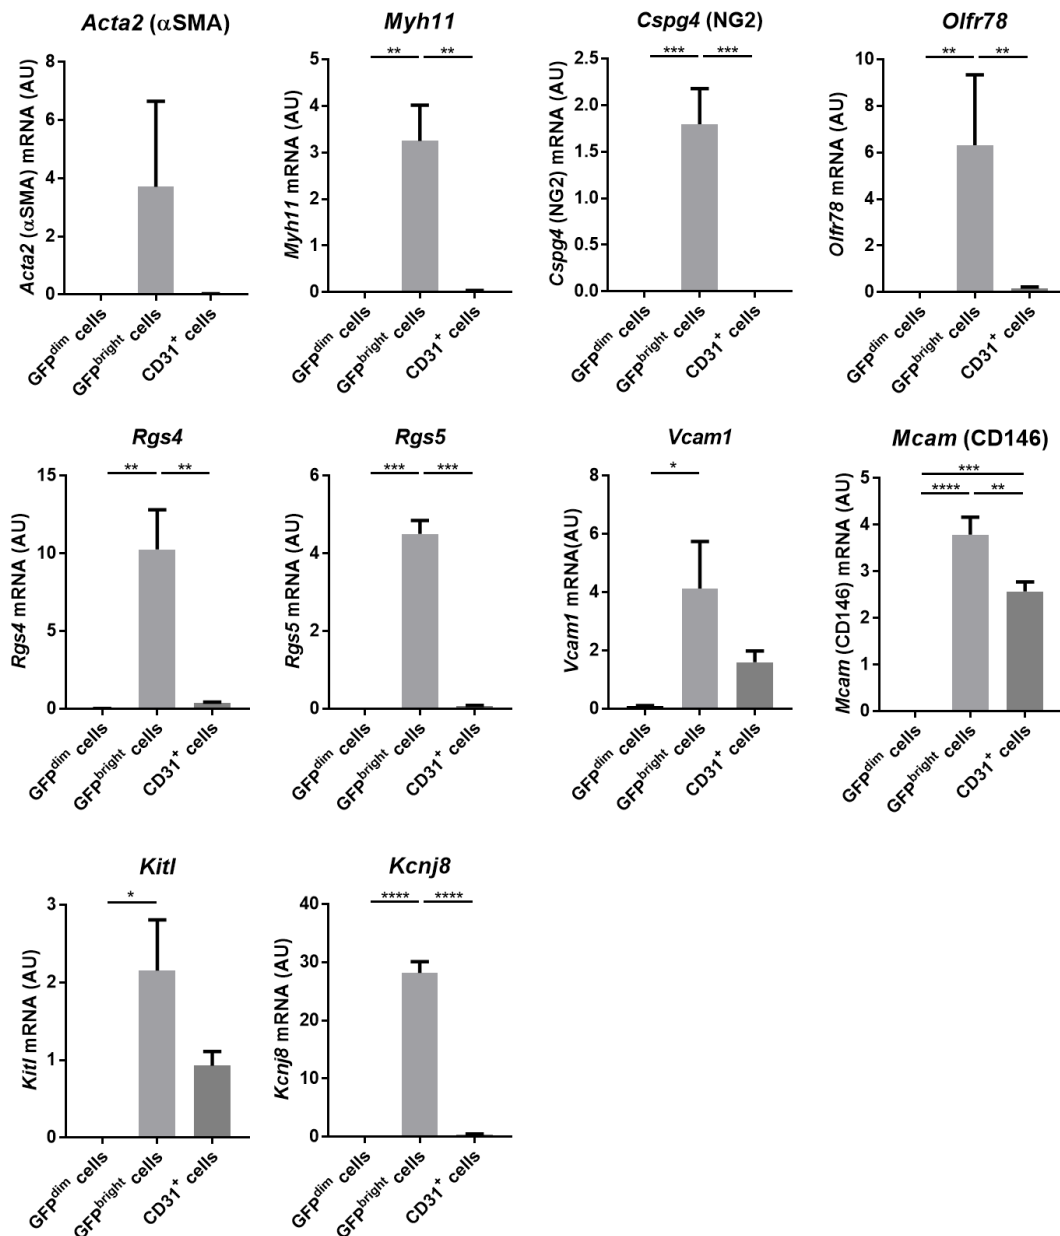 Acta2 (αSMA)
Acta2 (αSMA) mRNA (AU)
8
6
4
2
0
GFPdim cells
GFPbright cells
CD31+ cells
Myh11
** **
Myh11 mRNA (AU)
5
4
3
2
1
0
GFPdim cells
GFPbright cells
CD31+ cells
Cspg4 (NG2)
*** ***
Cspg4 (NG2) mRNA (AU)
2.5
2.0
1.5
1.0
0.5
0.0
GFPdim cells
GFPbright cells
CD31+ cells
Olfr78
** **
Olfr78 mRNA (AU)
10
8
6
4
2
0
GFPdim cells
GFPbright cells
CD31+ cells
Rgs4
** **
Rgs4 mRNA (AU)
15
10
5
0
GFPdim cells
GFPbright cells
CD31+ cells
Rgs5
*** ***
Rgs5 mRNA (AU)
6
4
2
0
GFPdim cells
GFPbright cells
CD31+ cells
Vcam1
*
Vcam1 mRNA(AU)
8
6
4
2
0
GFPdim cells
GFPbright cells
CD31+ cells
Mcam (CD146)
***
**** **
Mcam (CD146) mRNA (AU)
5
4
3
2
1
0
GFPdim cells
GFPbright cells
CD31+ cells
Kitl
*
Kitl mRNA (AU)
3
2
1
0
GFPdim cells
GFPbright cells
CD31+ cells
Kcnj8
**** ****
Kcnj8 mRNA (AU)
40
30
20
10
0
GFPdim cells
GFPbright cells
CD31+ cells